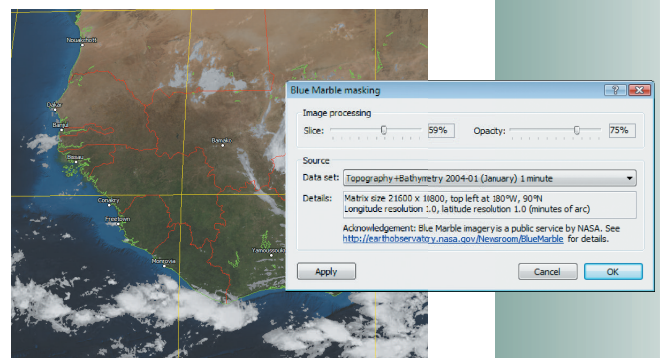 Nouakchott
Dakar
Banjul
Bissau
Bamako
Conakry
Freetown
Monrovia
Yamoussoukro
Blue Marble masking
Image processing
Slice:
59%
Opacty:
75%
Source
Data set:
Topography+Bathymetry 2004-01 (January) 1 minute
Details:
Matrix size 21600 x 10800, top left at 180°W, 90°N
Longitude resolution 1.0, latitude resolution 1.0 (minutes of arc)
Acknowledgement: Blue Marble imagery is a public service by NASA. See
http://earthobservatory.nasa.gov/Newsroom/BlueMarble for details.
Apply
Cancel
OK